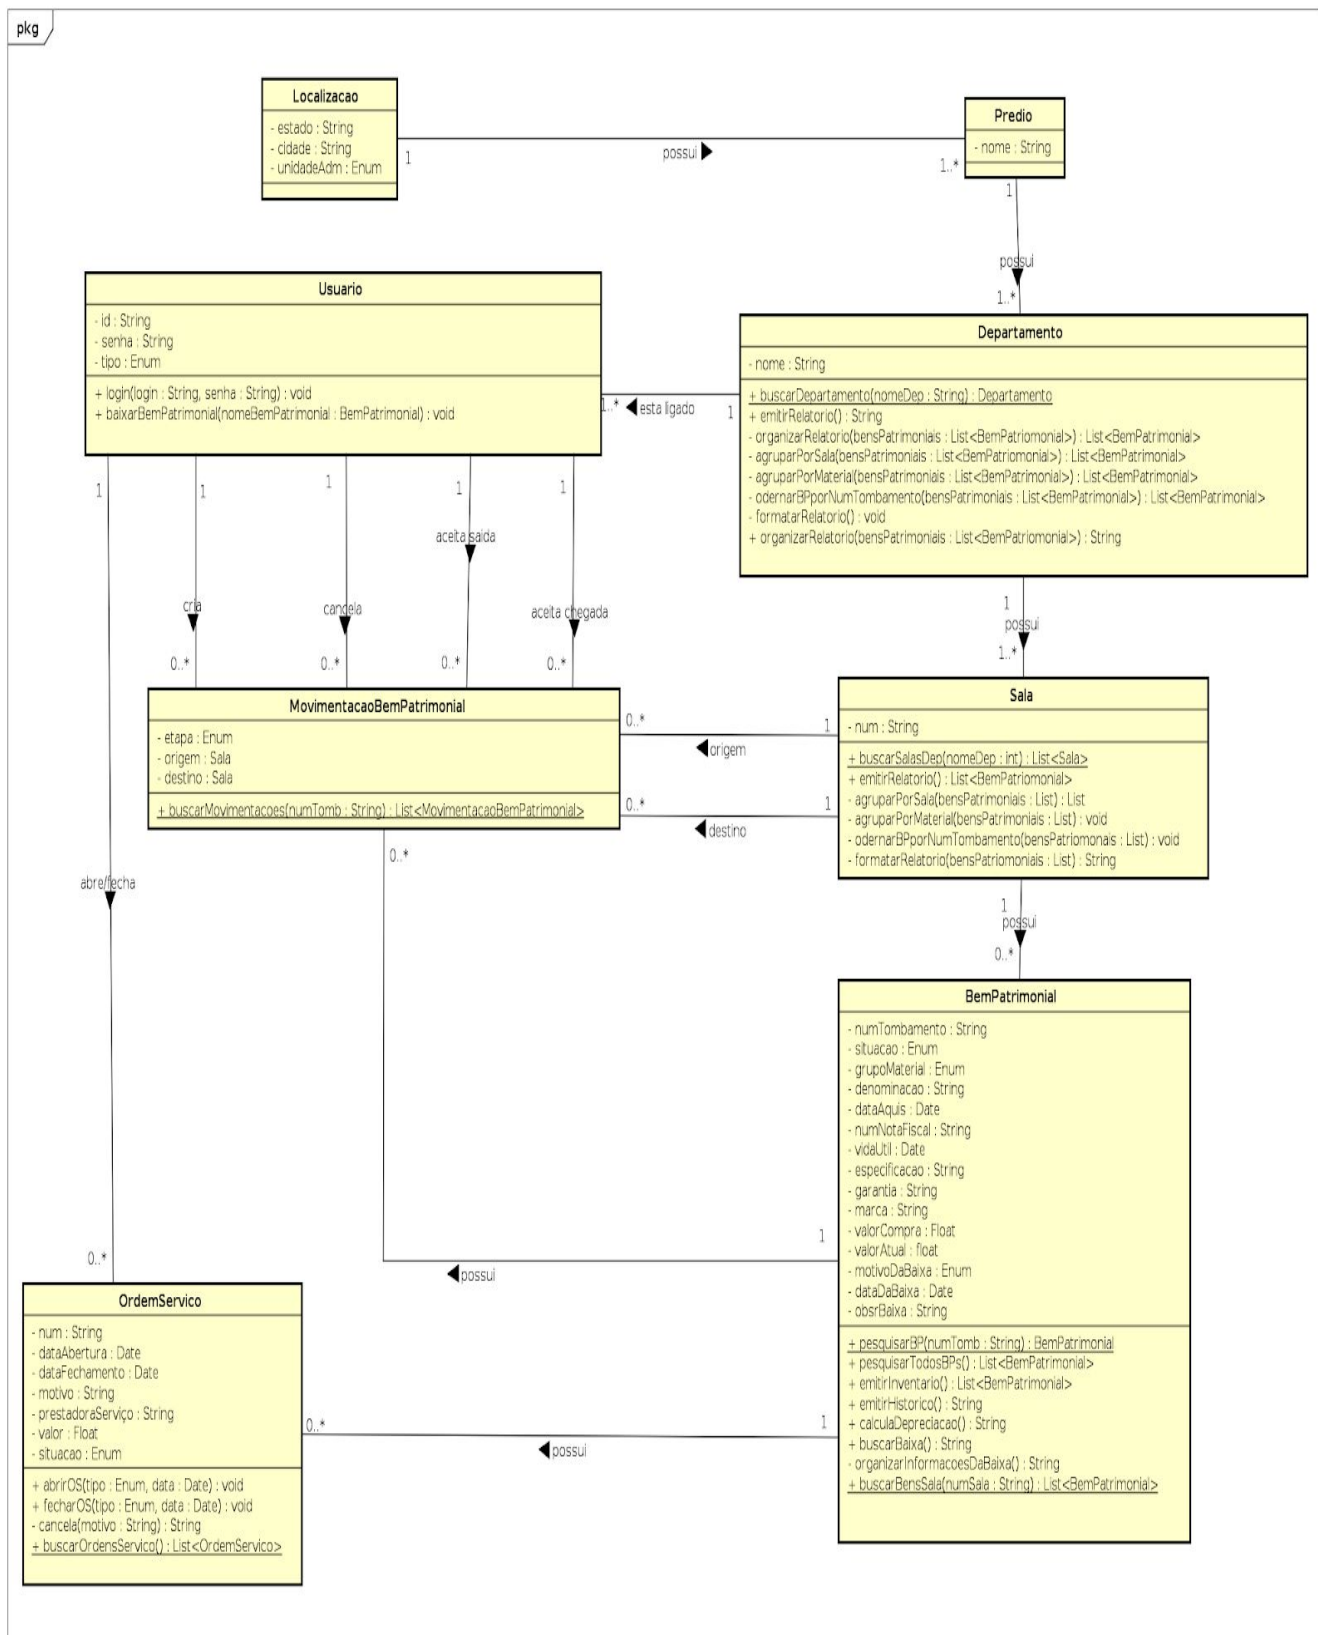 pkg
Localizacao
- estado : String
- cidade : String
- unidadeAdm : Enum
1
possui
1..*
Predio
- nome : String
1
possui
1..*
Usuario
- id : String
- senha : String
- tipo : Enum
+ login(login : String, senha : String) : void
+ baixarBemPatrimonial(nomeBemPatrimonial : BemPatrimonial) : void
1..*
esta ligado
1
Departamento
- nome : String
+ buscarDepartamento(nomeDep : String) : Departamento
+ emitirRelatorio() : String
- organizarRelatorio(bensPatrimoniais : List<BemPatriomonial>) : List<BemPatrimonial>
- agruparPorSala(bensPatrimoniais : List<BemPatriomonial>) : List<BemPatrimonial>
- agruparPorMaterial(bensPatrimoniais : List<BemPatrimonial>) : List<BemPatrimonial>
- odernarBPporNumTombamento(bensPatrimoniais : List<BemPatrimonial>) : List<BemPatrimonial>
- formatarRelatorio() : void
+ organizarRelatorio(bensPatrimoniais : List<BemPatriomonial>) : String
1
1
1
1
1
cria
cancela
aceita saida
aceita chegada
0..*
0..*
0..*
0..*
1
possui
1..*
MovimentacaoBemPatrimonial
- etapa : Enum
- origem : Sala
- destino : Sala
+ buscarMovimentacoes(numTomb : String) : List<MovimentacaoBemPatrimonial>
0..*
origem
1
0..*
destino
1
Sala
- num : String
+ buscarSalasDep(nomeDep : int) : List<Sala>
+ emitirRelatorio() : List<BemPatriomonial>
- agruparPorSala(bensPatrimoniais : List) : List
- agruparPorMaterial(bensPatrimoniais : List) : void
- odernarBPporNumTombamento(bensPatriomonais : List) : void
- formatarRelatorio(bensPatriomoniais : List) : String
0..*
abre/fecha
1
possui
0..*
BemPatrimonial
- numTombamento : String
- situacao : Enum
- grupoMaterial : Enum
- denominacao : String
- dataAquis : Date
- numNotaFiscal : String
- vidaUtil : Date
- especificacao : String
- garantia : String
- marca : String
- valorCompra : Float
- valorAtual : float
- motivoDaBaixa : Enum
- dataDaBaixa : Date
- obsrBaixa : String
+ pesquisarBP(numTomb : String) : BemPatrimonial
+ pesquisarTodosBPs() : List<BemPatrimonial>
+ emitirInventario() : List<BemPatrimonial>
+ emitirHistorico() : String
+ calculaDepreciacao() : String
+ buscarBaixa() : String
- organizarInformacoesDaBaixa() : String
+ buscarBensSala(numSala : String) : List<BemPatrimonial>
1
possui
0..*
OrdemServico
- num : String
- dataAbertura : Date
- dataFechamento : Date
- motivo : String
- prestadoraServiço : String
- valor : Float
- situacao : Enum
+ abrirOS(tipo : Enum, data : Date) : void
+ fecharOS(tipo : Enum, data : Date) : void
- cancela(motivo : String) : String
+ buscarOrdensServico() : List<OrdemServico>
0..*
possui
1